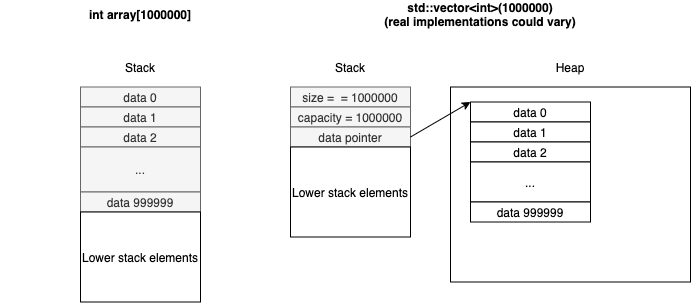 int array[1000000]
std::vector<int>(1000000)
(real implementations could vary)
Stack
Stack
Heap
data 0
data 1
data 2
...
data 999999
Lower stack elements
size = = 1000000
capacity = 1000000
data pointer
Lower stack elements
data 0
data 1
data 2
...
data 999999